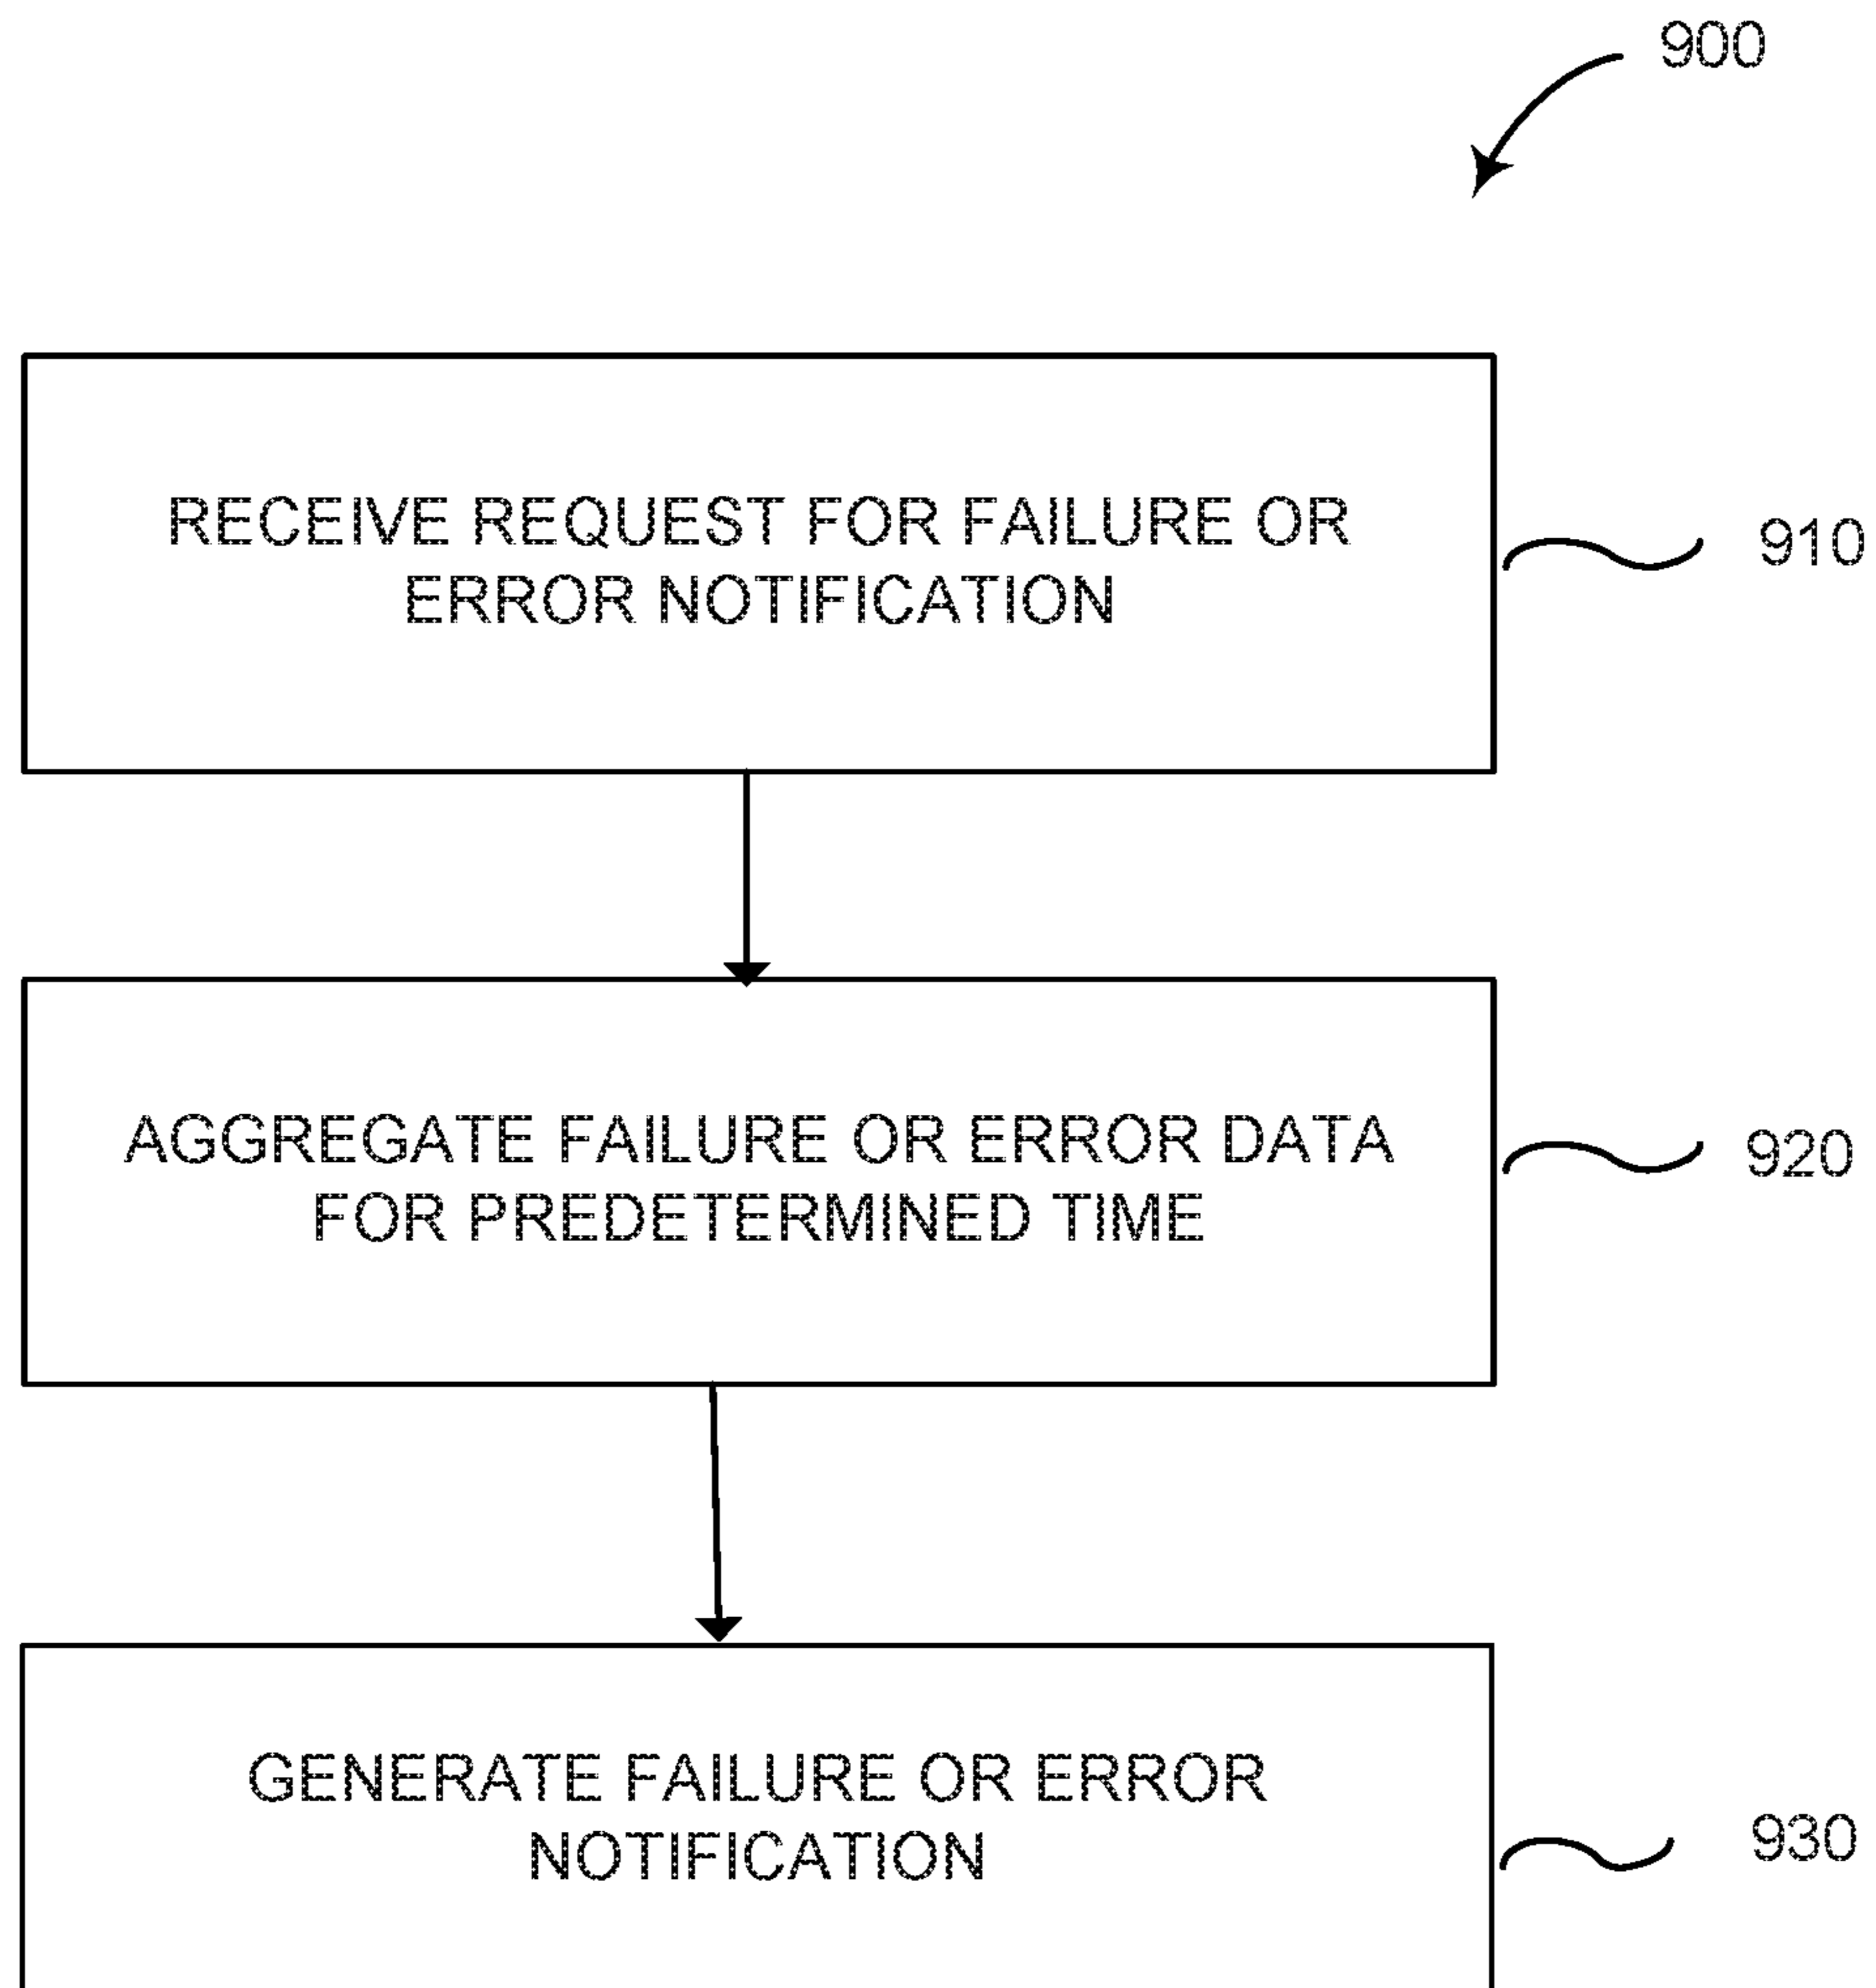 900
RECEIVE REQUEST FOR FAILURE OR
ERROR NOTIFICATION
910
AGGREGATE FAILURE OR ERROR DATA
FOR PREDETERMINED TIME
920
GENERATE FAILURE OR ERROR
NOTIFICATION
930